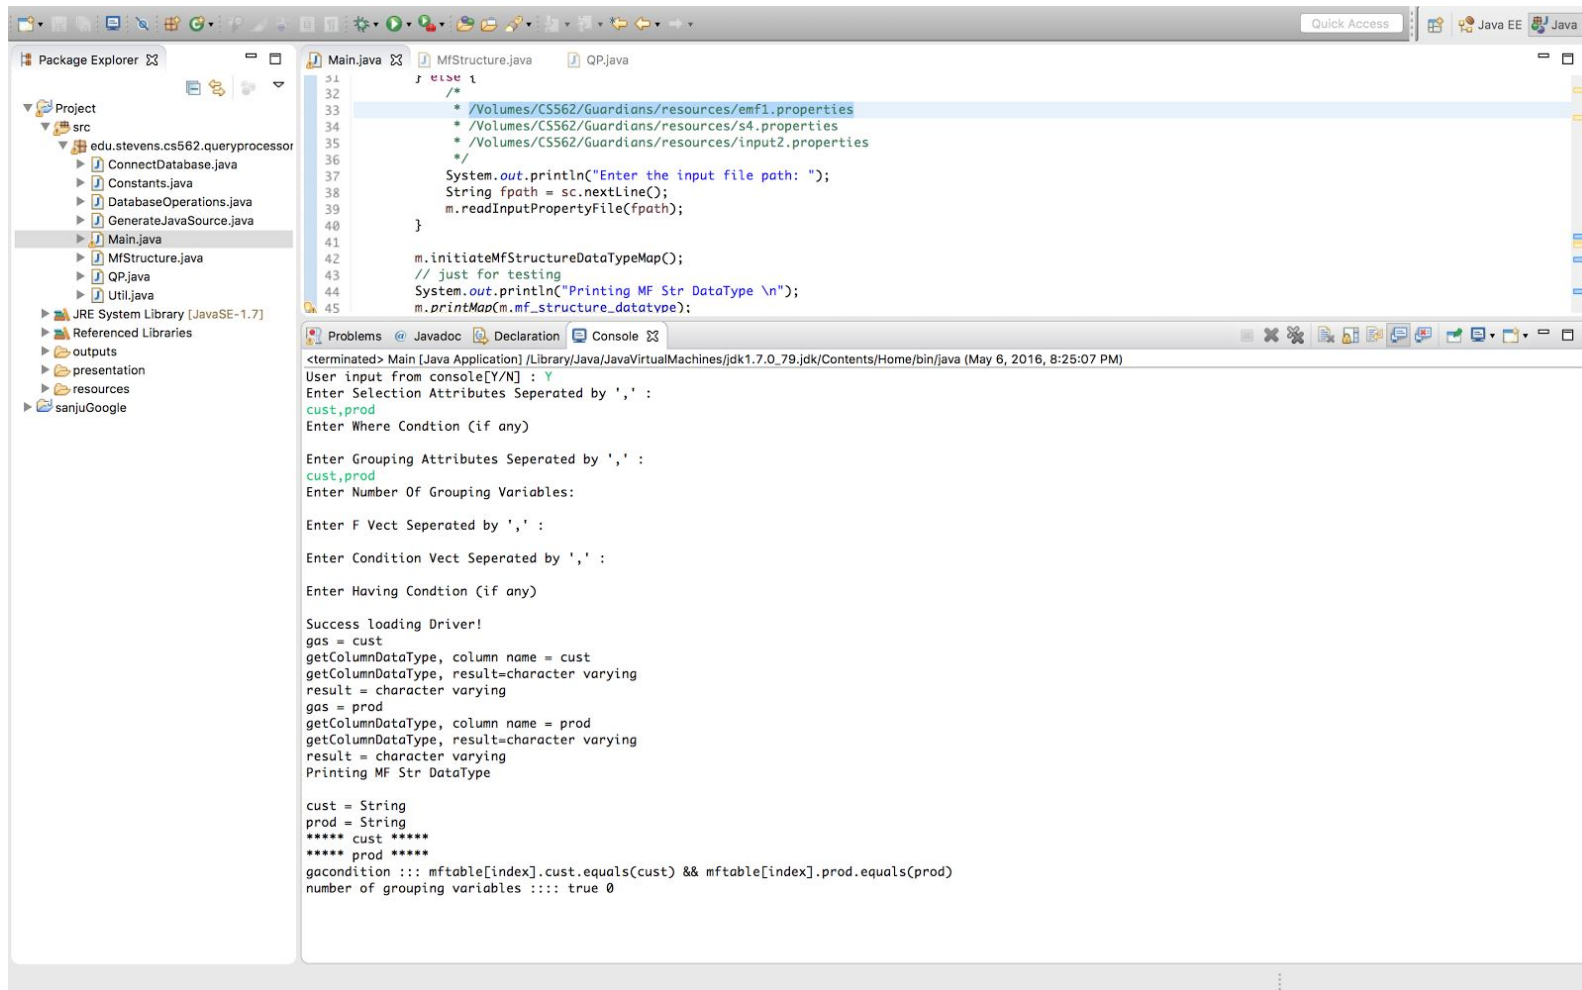 Quick Access
Java EE
Java
Package Explorer
Project
src
edu.stevens.cs562.queryprocessor
ConnectDatabase.java
Constants.java
DatabaseOperations.java
GenerateJavaSource.java
Main.java
MfStructure.java
QP.java
Util.java
JRE System Library [JavaSE-1.7]
Referenced Libraries
outputs
presentation
resources
sanjuGoogle
Main.java MfStructure.java QP.java
31 } else {
32 /*
33 * /Volumes/CS562/Guardians/resources/emf1.properties
34 * /Volumes/CS562/Guardians/resources/s4.properties
35 * /Volumes/CS562/Guardians/resources/input2.properties
36 */
37 System.out.println("Enter the input file path: ");
38 String fpath = sc.nextLine();
39 m.readInputPropertyFile(fpath);
40 }
41
42 m.initiateMfStructureDataTypeMap();
43 // just for testing
44 System.out.println("Printing MF Str DataType \n");
45 m.printMap(m.mf_structure_datatype);
Problems @ Javadoc Declaration Console
<terminated> Main [Java Application] /Library/Java/JavaVirtualMachines/jdk1.7.0_79.jdk/Contents/Home/bin/java (May 6, 2016, 8:25:07 PM)
User input from console[Y/N] : Y
Enter Selection Attributes Seperated by ',' :
cust,prod
Enter Where Condtion (if any)
Enter Grouping Attributes Seperated by ',' :
cust,prod
Enter Number Of Grouping Variables:
Enter F Vect Seperated by ',' :
Enter Condition Vect Seperated by ',' :
Enter Having Condtion (if any)
Success loading Driver!
gas = cust
getColumnDataType, column name = cust
getColumnDataType, result=character varying
result = character varying
gas = prod
getColumnDataType, column name = prod
getColumnDataType, result=character varying
result = character varying
Printing MF Str DataType
cust = String
prod = String
***** cust *****
***** prod *****
gacondition ::: mftable[index].cust.equals(cust) && mftable[index].prod.equals(prod)
number of grouping variables :::: true 0